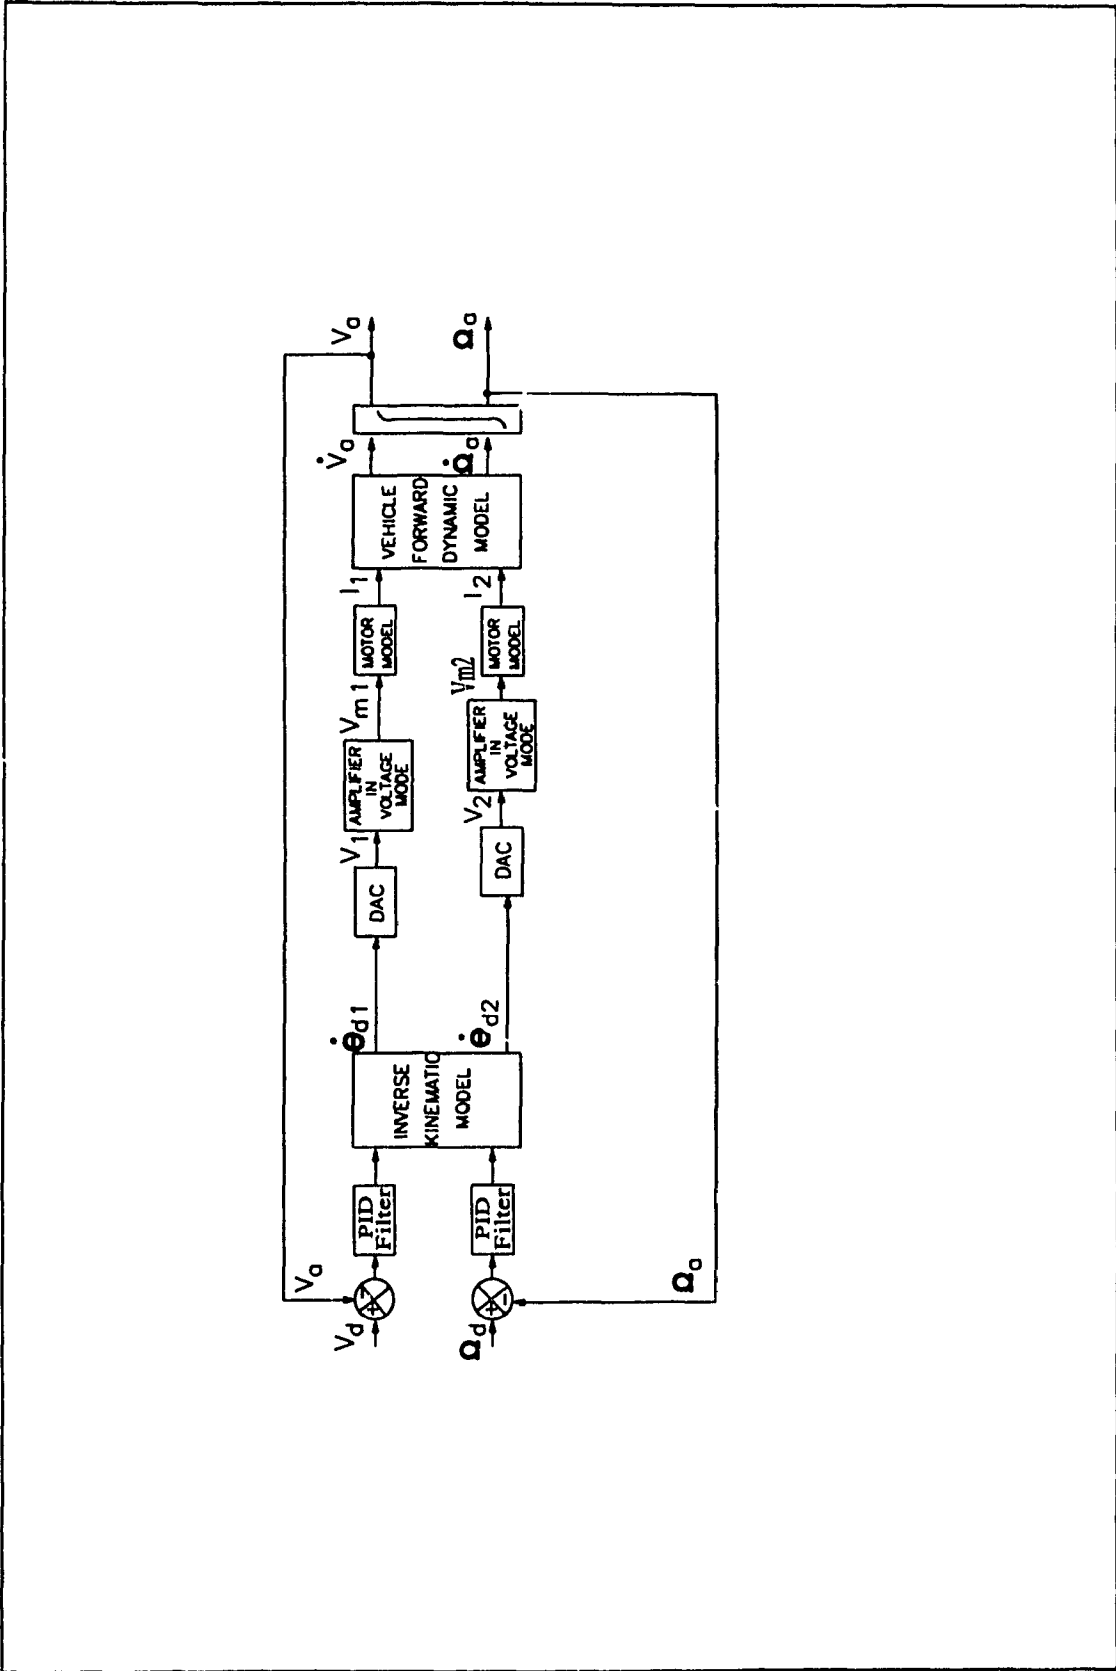 V_a
V_d
+ -
PID
Filter
INVERSE
KINEMATIC
MODEL
θ̇_d1
DAC
V_1
AMPLIFIER
IN
VOLTAGE
MODE
V_m1
MOTOR
MODEL
I_1
VEHICLE
FORWARD
DYNAMIC
MODEL
V̇_a
∫
V_a
Ω_d
+ -
PID
Filter
θ̇_d2
DAC
V_2
AMPLIFIER
IN
VOLTAGE
MODE
V_m2
MOTOR
MODEL
I_2
Ω̇_a
Ω_a
Ω_a